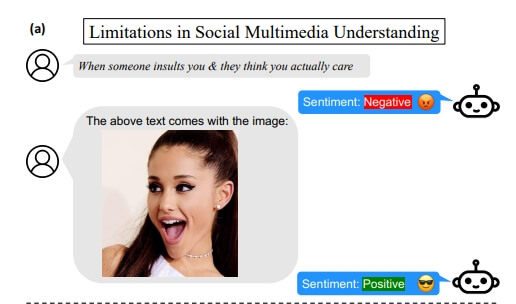 (a)
Limitations in Social Multimedia Understanding
When someone insults you & they think you actually care
Sentiment: Negative
The above text comes with the image:
Sentiment: Positive